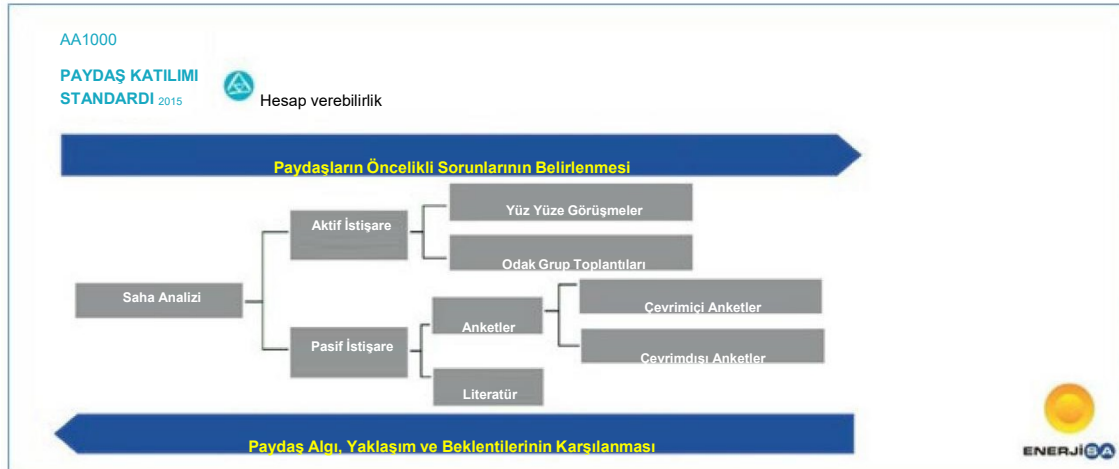 AA1000
PAYDAŞ KATILIMI
STANDARDI 2015
Hesap verebilirlik
Paydaşların Öncelikli Sorunlarının Belirlenmesi
Yüz Yüze Görüşmeler
Aktif İstişare
Odak Grup Toplantıları
Saha Analizi
Çevrimiçi Anketler
Anketler
Pasif İstişare
Çevrimdışı Anketler
Literatür
Paydaş Algı, Yaklaşım ve Beklentilerinin Karşılanması
ENERJİSA